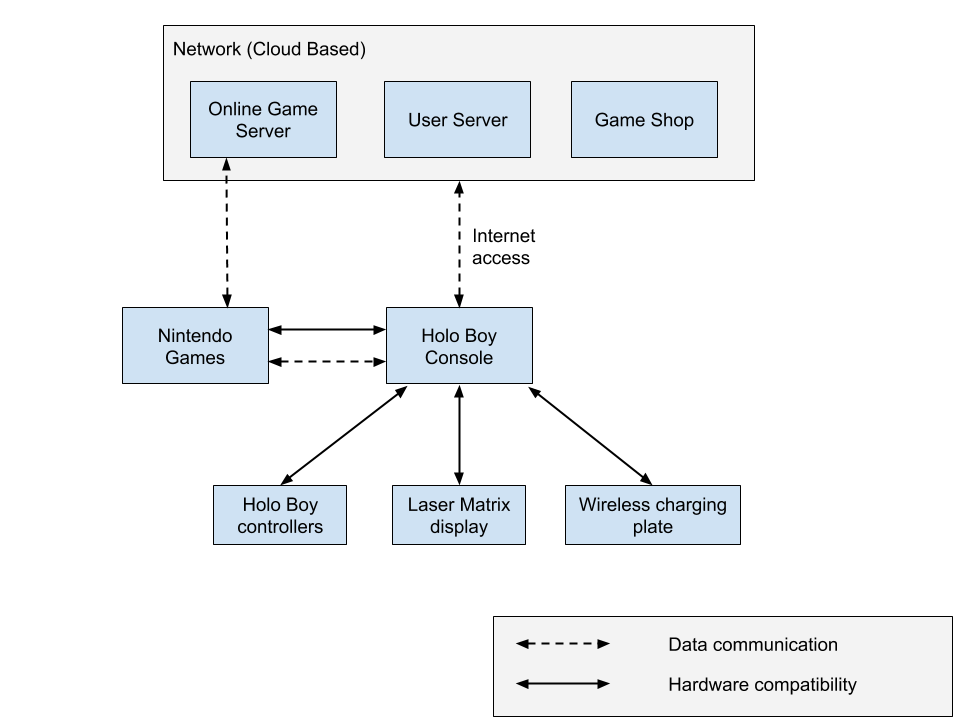 Network (Cloud Based)
Online Game
Server
User Server
Game Shop
Internet
access
Nintendo
Games
Holo Boy
Console
Holo Boy
controllers
Laser Matrix
display
Wireless charging
plate
Data communication
Hardware compatibility